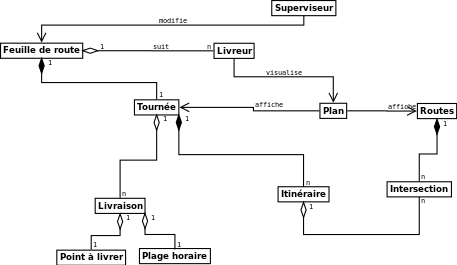 Superviseur
modifie
Feuille de route
1
suit
n
Livreur
1
visualise
1
Tournée
affiche
Plan
affiche
Routes
1
1
1
n
n
Itinéraire
Intersection
n
Livraison
1
n
1
1
1
1
Point à livrer
Plage horaire